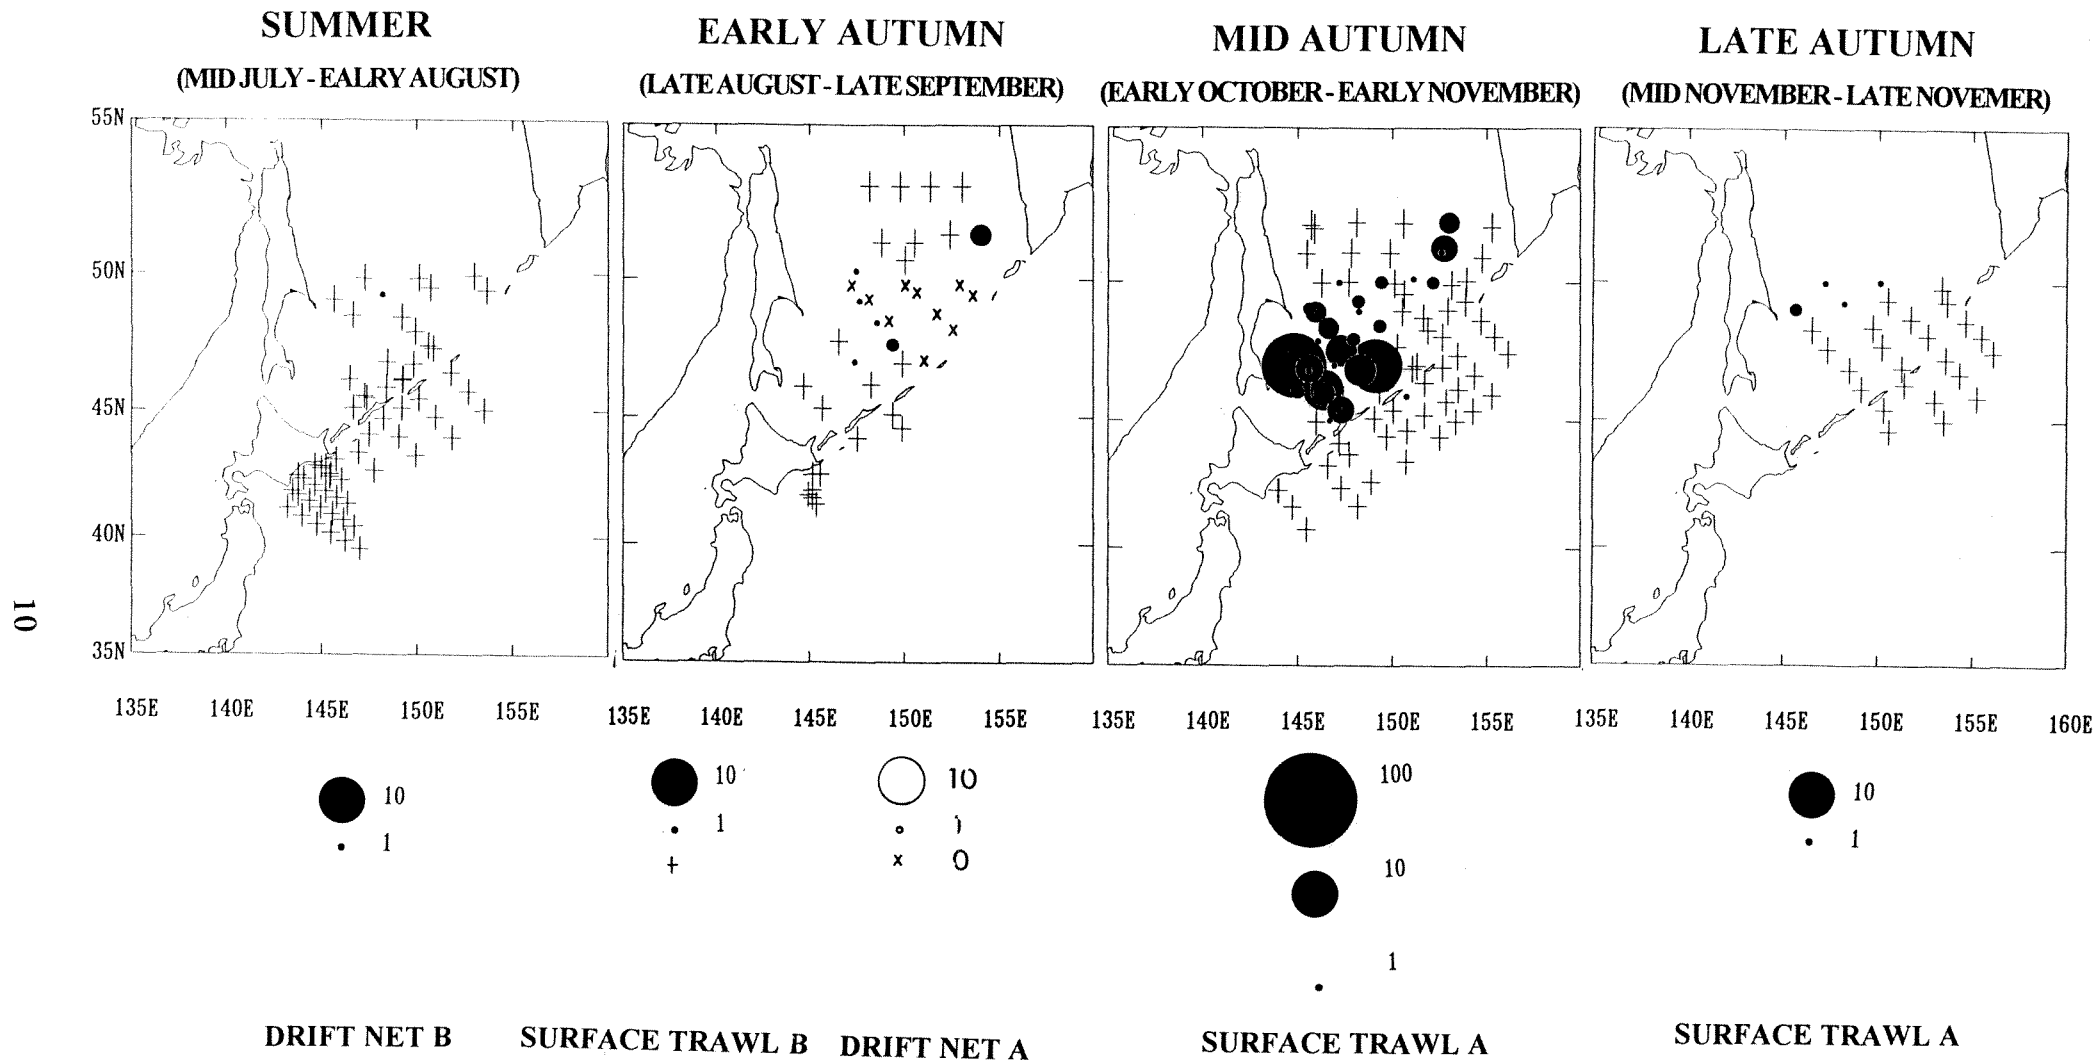 SUMMER
(MID JULY - EALRY AUGUST)
EARLY AUTUMN
(LATE AUGUST - LATE SEPTEMBER)
MID AUTUMN
(EARLY OCTOBER - EARLY NOVEMBER)
LATE AUTUMN
(MID NOVEMBER - LATE NOVEMER)
55N
50N
45N
40N
35N
135E 140E 145E 150E 155E
135E 140E 145E 150E 155E
135E 140E 145E 150E 155E
135E 140E 145E 150E 155E 160E
10
1
10
1
+
10
1
x 0
100
10
1
10
1
DRIFT NET B
SURFACE TRAWL B
DRIFT NET A
SURFACE TRAWL A
SURFACE TRAWL A
10